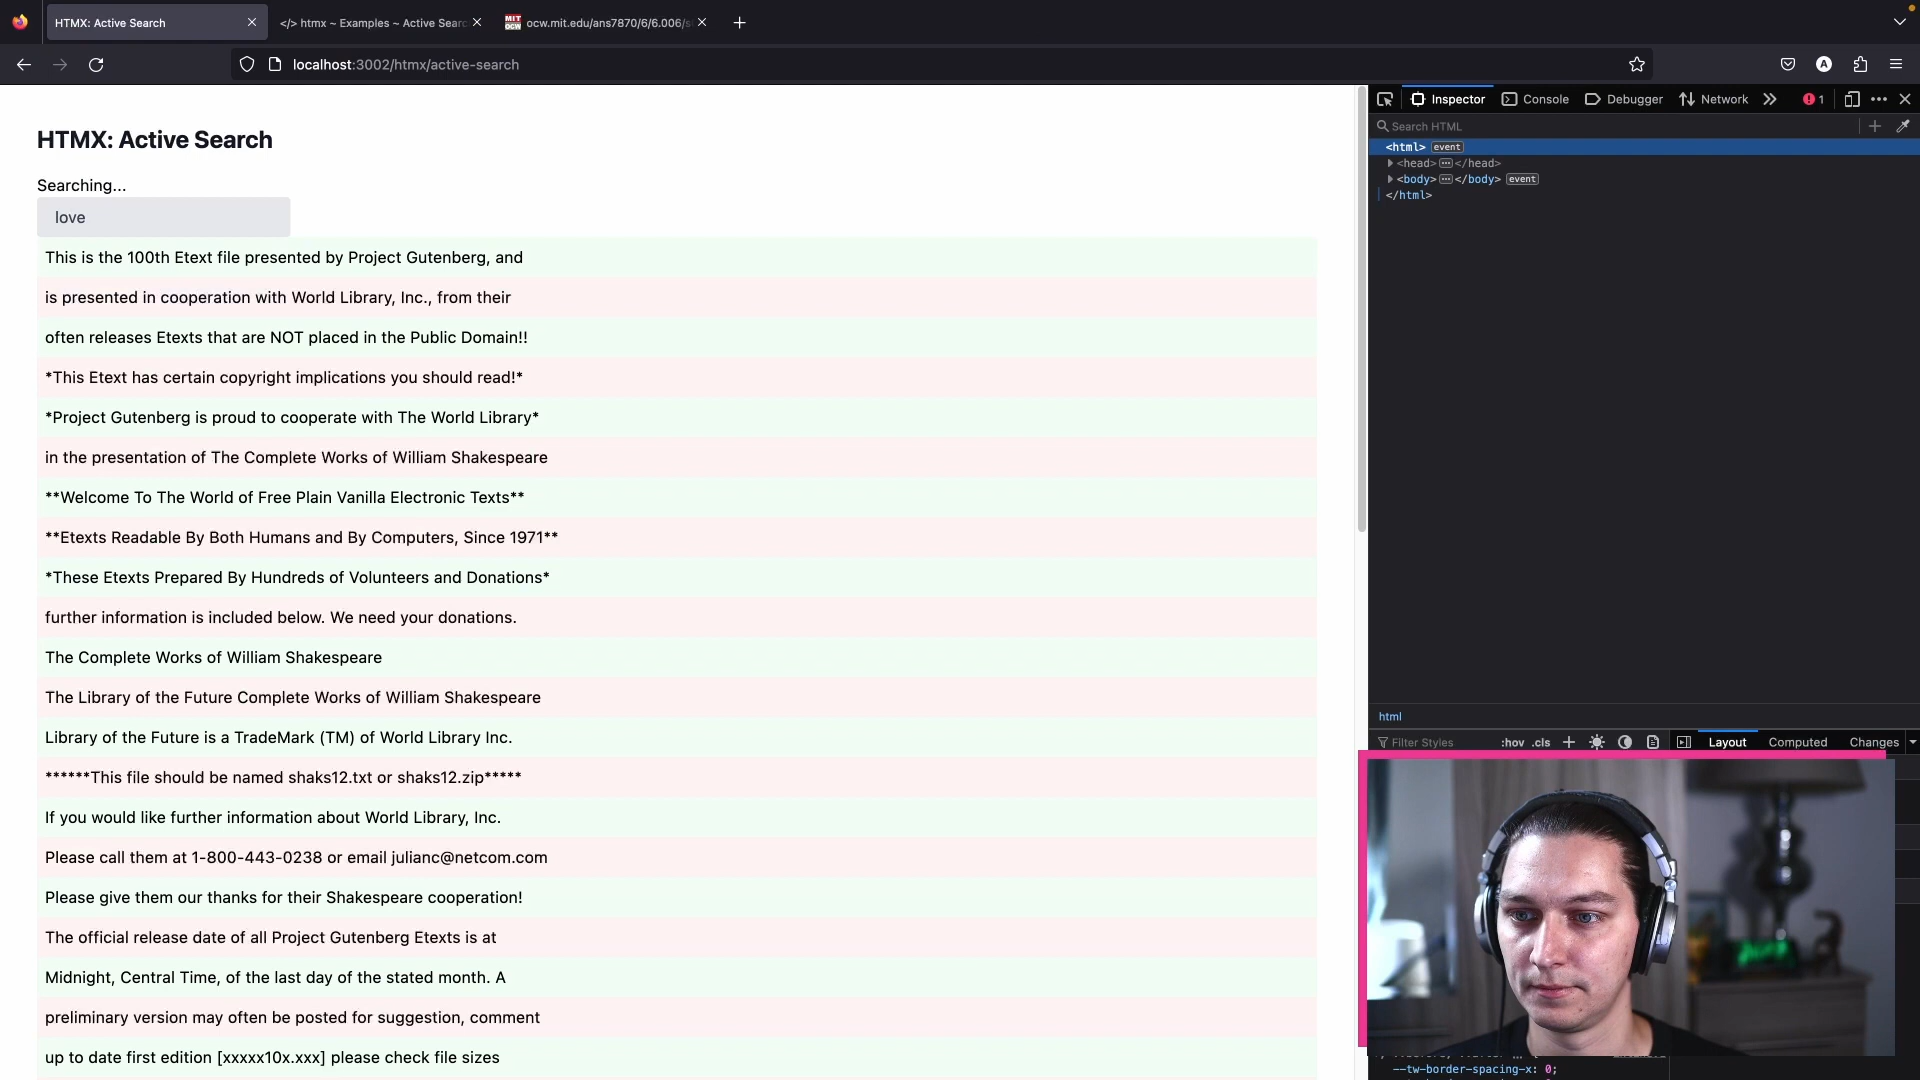 HTMX: Active Search
</> htmx ~ Examples ~ Active Sear
MIT OCW ocw.mit.edu/ans7870/6/6.006/s
localhost:3002/htmx/active-search
A
HTMX: Active Search
Searching...
love
This is the 100th Etext file presented by Project Gutenberg, and
is presented in cooperation with World Library, Inc., from their
often releases Etexts that are NOT placed in the Public Domain!!
*This Etext has certain copyright implications you should read!*
*Project Gutenberg is proud to cooperate with The World Library*
in the presentation of The Complete Works of William Shakespeare
**Welcome To The World of Free Plain Vanilla Electronic Texts**
**Etexts Readable By Both Humans and By Computers, Since 1971**
*These Etexts Prepared By Hundreds of Volunteers and Donations*
further information is included below. We need your donations.
The Complete Works of William Shakespeare
The Library of the Future Complete Works of William Shakespeare
Library of the Future is a TradeMark (TM) of World Library Inc.
******This file should be named shaks12.txt or shaks12.zip*****
If you would like further information about World Library, Inc.
Please call them at 1-800-443-0238 or email julianc@netcom.com
Please give them our thanks for their Shakespeare cooperation!
The official release date of all Project Gutenberg Etexts is at
Midnight, Central Time, of the last day of the stated month. A
preliminary version may often be posted for suggestion, comment
up to date first edition [xxxxx10x.xxx] please check file sizes
Inspector Console Debugger Network 1
Search HTML
<html> event
<head> </head>
<body> </body> event
</html>
html
Filter Styles :hov .cls Layout Computed Changes
--tw-border-spacing-x: 0;